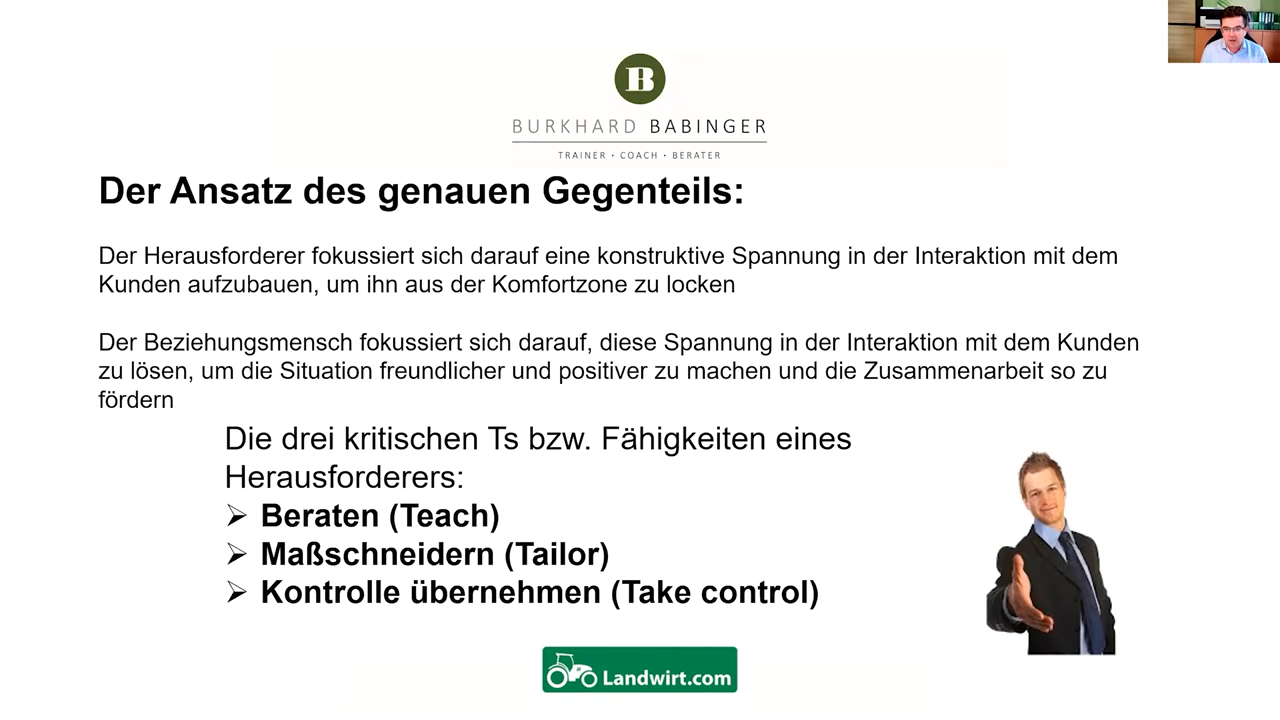 B
BURKHARD BABINGER
TRAINER • COACH • BERATER
Der Ansatz des genauen Gegenteils:
Der Herausforderer fokussiert sich darauf eine konstruktive Spannung in der Interaktion mit dem
Kunden aufzubauen, um ihn aus der Komfortzone zu locken
Der Beziehungsmensch fokussiert sich darauf, diese Spannung in der Interaktion mit dem Kunden
zu lösen, um die Situation freundlicher und positiver zu machen und die Zusammenarbeit so zu
fördern
Die drei kritischen Ts bzw. Fähigkeiten eines
Herausforderers:
➢ Beraten (Teach)
➢ Maßschneidern (Tailor)
➢ Kontrolle übernehmen (Take control)
Landwirt.com